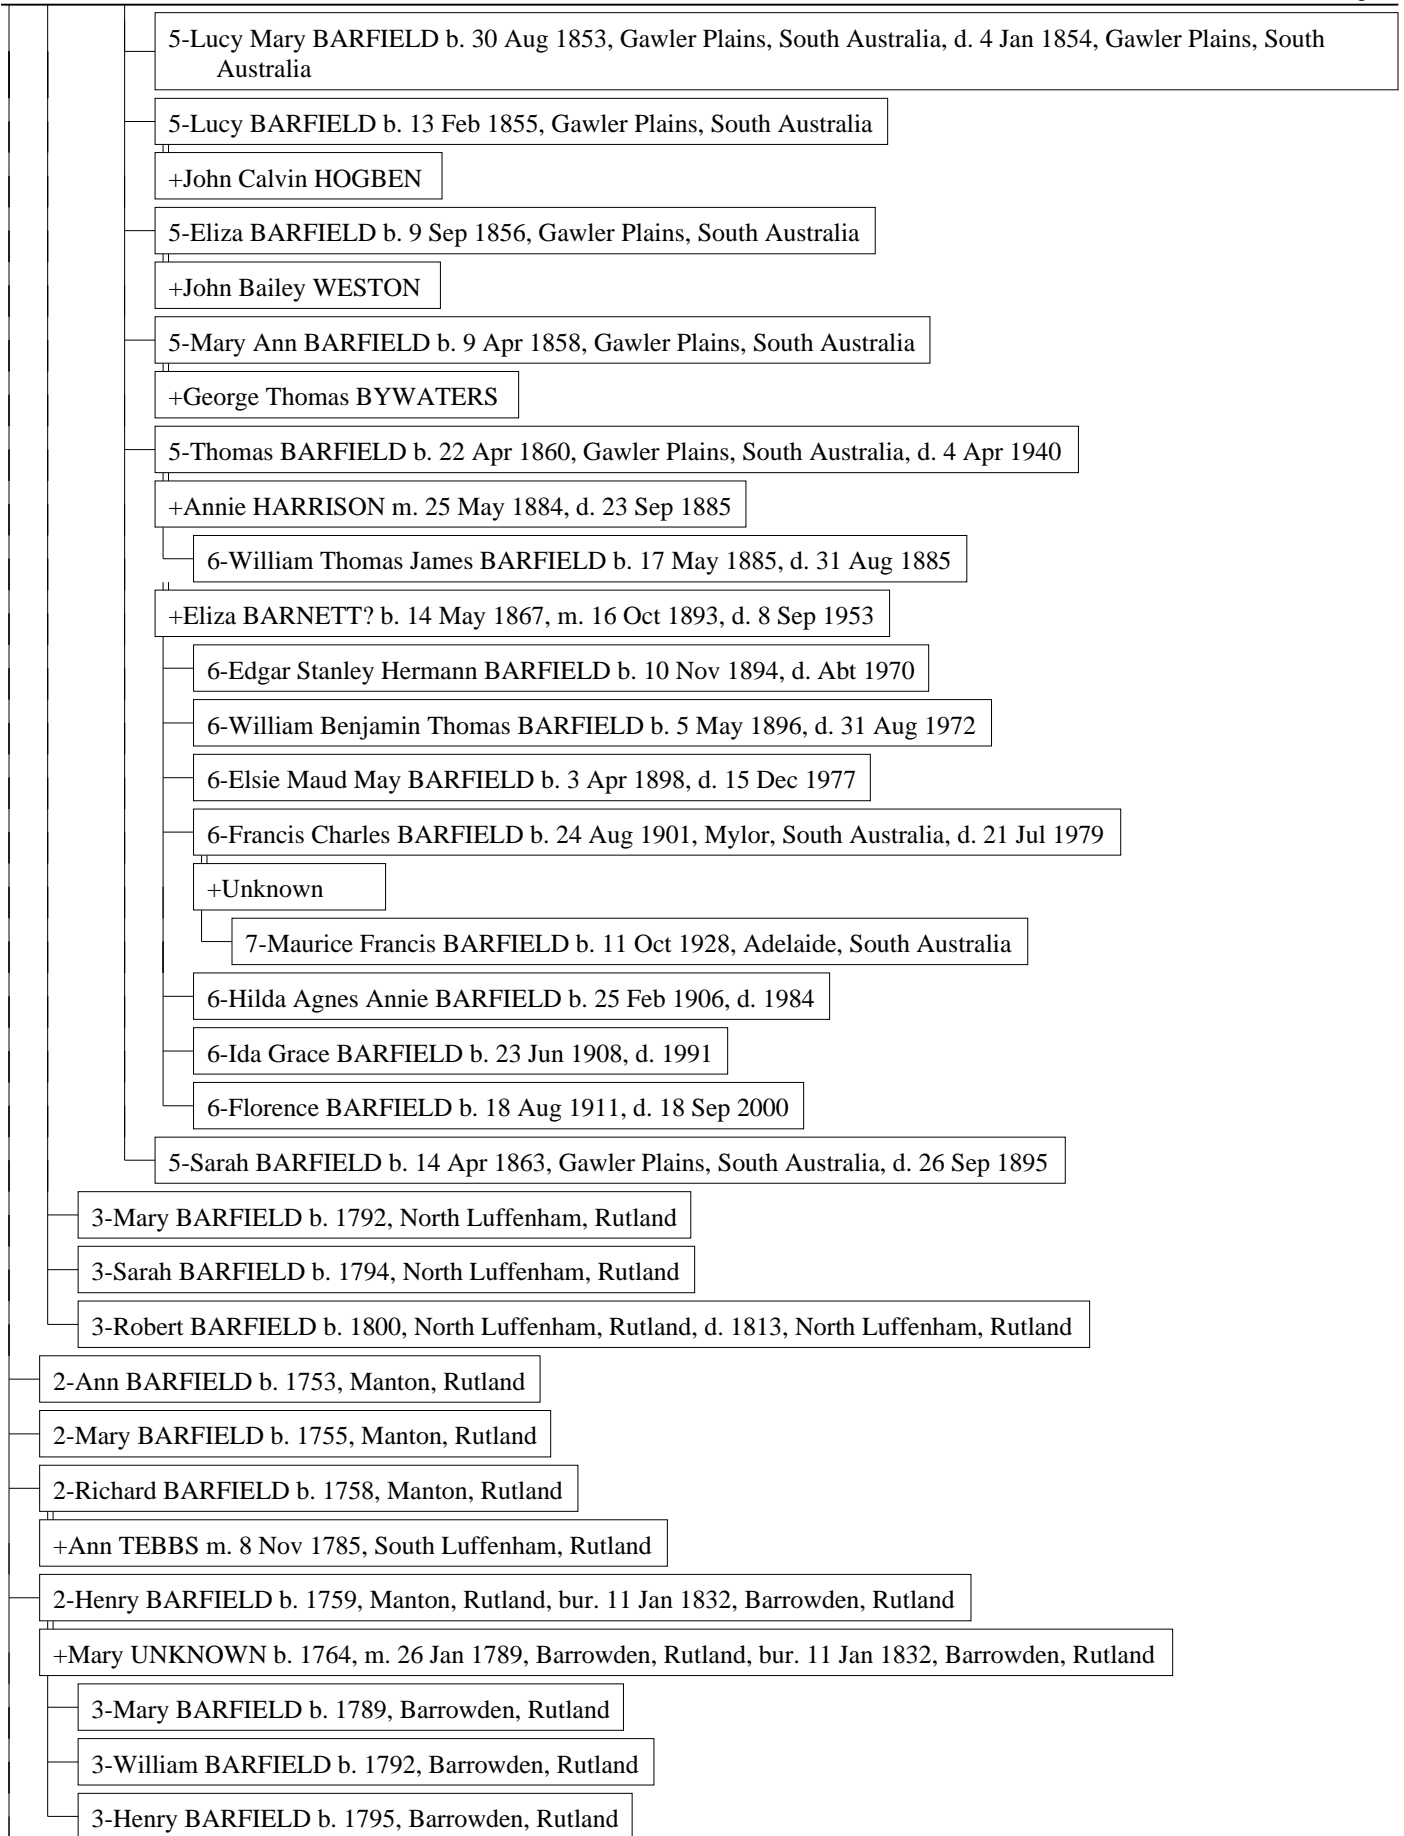 5-Lucy Mary BARFIELD b. 30 Aug 1853, Gawler Plains, South Australia, d. 4 Jan 1854, Gawler Plains, South
Australia
5-Lucy BARFIELD b. 13 Feb 1855, Gawler Plains, South Australia
+John Calvin HOGBEN
5-Eliza BARFIELD b. 9 Sep 1856, Gawler Plains, South Australia
+John Bailey WESTON
5-Mary Ann BARFIELD b. 9 Apr 1858, Gawler Plains, South Australia
+George Thomas BYWATERS
5-Thomas BARFIELD b. 22 Apr 1860, Gawler Plains, South Australia, d. 4 Apr 1940
+Annie HARRISON m. 25 May 1884, d. 23 Sep 1885
6-William Thomas James BARFIELD b. 17 May 1885, d. 31 Aug 1885
+Eliza BARNETT? b. 14 May 1867, m. 16 Oct 1893, d. 8 Sep 1953
6-Edgar Stanley Hermann BARFIELD b. 10 Nov 1894, d. Abt 1970
6-William Benjamin Thomas BARFIELD b. 5 May 1896, d. 31 Aug 1972
6-Elsie Maud May BARFIELD b. 3 Apr 1898, d. 15 Dec 1977
6-Francis Charles BARFIELD b. 24 Aug 1901, Mylor, South Australia, d. 21 Jul 1979
+Unknown
7-Maurice Francis BARFIELD b. 11 Oct 1928, Adelaide, South Australia
6-Hilda Agnes Annie BARFIELD b. 25 Feb 1906, d. 1984
6-Ida Grace BARFIELD b. 23 Jun 1908, d. 1991
6-Florence BARFIELD b. 18 Aug 1911, d. 18 Sep 2000
5-Sarah BARFIELD b. 14 Apr 1863, Gawler Plains, South Australia, d. 26 Sep 1895
3-Mary BARFIELD b. 1792, North Luffenham, Rutland
3-Sarah BARFIELD b. 1794, North Luffenham, Rutland
3-Robert BARFIELD b. 1800, North Luffenham, Rutland, d. 1813, North Luffenham, Rutland
2-Ann BARFIELD b. 1753, Manton, Rutland
2-Mary BARFIELD b. 1755, Manton, Rutland
2-Richard BARFIELD b. 1758, Manton, Rutland
+Ann TEBBS m. 8 Nov 1785, South Luffenham, Rutland
2-Henry BARFIELD b. 1759, Manton, Rutland, bur. 11 Jan 1832, Barrowden, Rutland
+Mary UNKNOWN b. 1764, m. 26 Jan 1789, Barrowden, Rutland, bur. 11 Jan 1832, Barrowden, Rutland
3-Mary BARFIELD b. 1789, Barrowden, Rutland
3-William BARFIELD b. 1792, Barrowden, Rutland
3-Henry BARFIELD b. 1795, Barrowden, Rutland